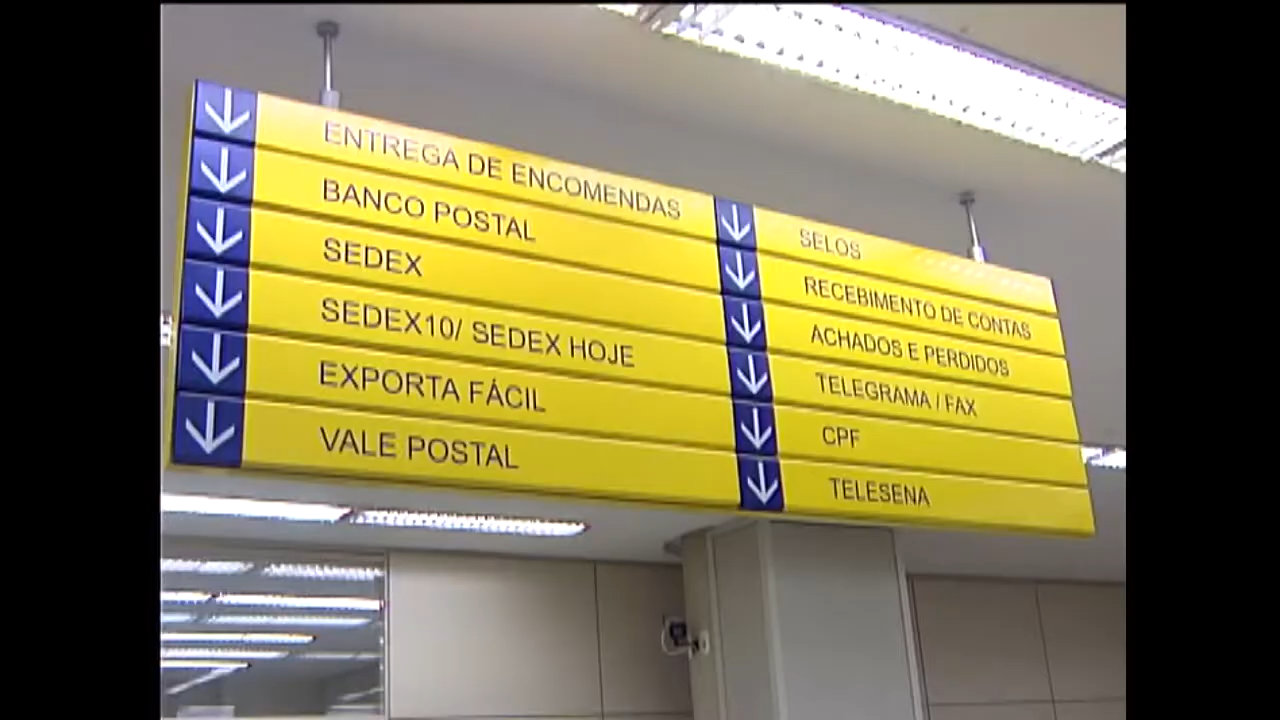 ENTREGA DE ENCOMENDAS
BANCO POSTAL
SEDEX
SEDEX10/ SEDEX HOJE
EXPORTA FÁCIL
VALE POSTAL
SELOS
RECEBIMENTO DE CONTAS
ACHADOS E PERDIDOS
TELEGRAMA / FAX
CPF
TELESENA